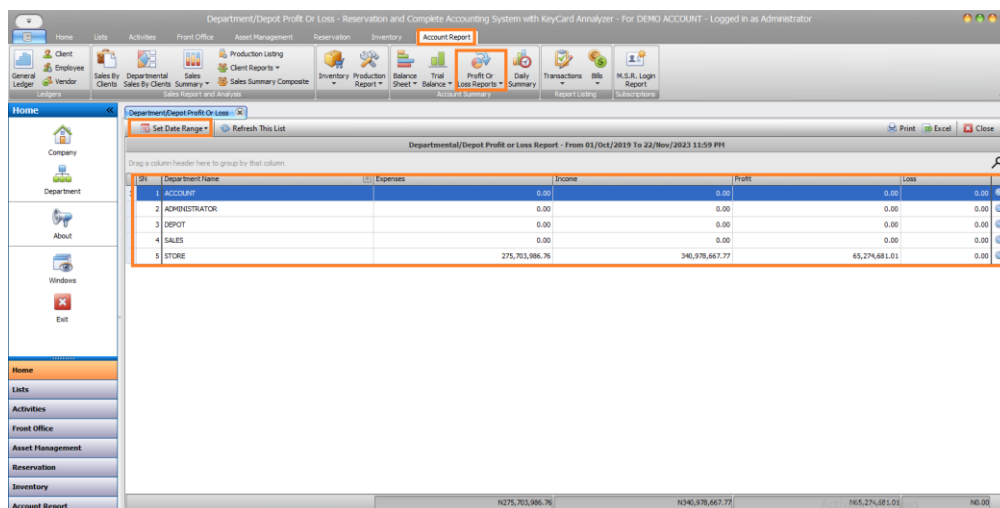 Department/Depot Profit Or Loss - Reservation and Complete Accounting System with KeyCard Annalyzer - For DEMO ACCOUNT - Logged in as Administrator
Home Lists Activities Front Office Asset Management Reservation Inventory Account Report
Client Production Listing
Employee Client Reports
General Ledger Vendor Sales By Clients Departmental Sales By Clients Sales Summary Sales Summary Composite Inventory Production Report Balance Sheet Trial Balance Profit Or Loss Reports Daily Summary Transactions Bills M.S.R. Login Report
Ledgers Sales Report and Analysis Account Summary Report Listing Subscriptions
Home « Department/Depot Profit Or Loss
Set Date Range Refresh This List Print Excel Close
Departmental/Depot Profit or Loss Report - From 01/Oct/2019 To 22/Nov/2023 11:59 PM
Drag a column header here to group by that column
SN Department Name Expenses Income Profit Loss
1 ACCOUNT 0.00 0.00 0.00 0.00
2 ADMINISTRATOR 0.00 0.00 0.00 0.00
3 DEPOT 0.00 0.00 0.00 0.00
4 SALES 0.00 0.00 0.00 0.00
5 STORE 275,703,986.76 340,978,667.77 65,274,681.01 0.00
Company
Department
About
Windows
Exit
Home
Lists
Activities
Front Office
Asset Management
Reservation
Inventory
Account Report
N275,703,986.76 N340,978,667.77 N65,274,681.01 N0.00